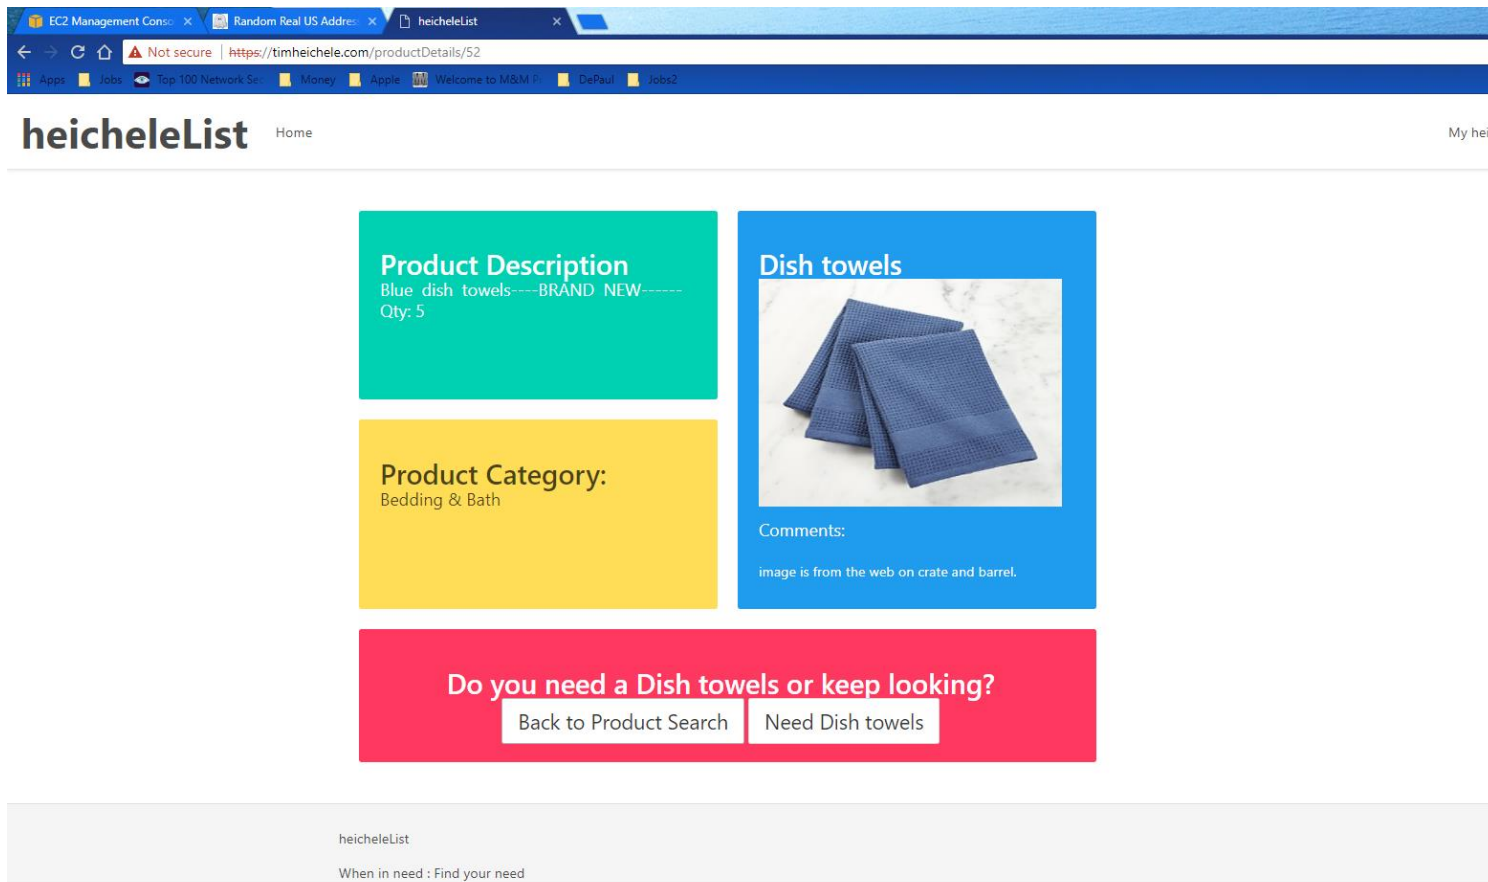 EC2 Management Conso
Random Real US Addres
heicheleList
Not secure
https://timheichele.com/productDetails/52
Apps
Jobs
Top 100 Network Sec
Money
Apple
Welcome to M&M P
DePaul
Jobs2
heicheleList
Home
My hei
Product Description
Blue dish towels----BRAND NEW------
Qty: 5
Dish towels
Product Category:
Bedding & Bath
Comments:
image is from the web on crate and barrel.
Do you need a Dish towels or keep looking?
Back to Product Search
Need Dish towels
heicheleList
When in need : Find your need